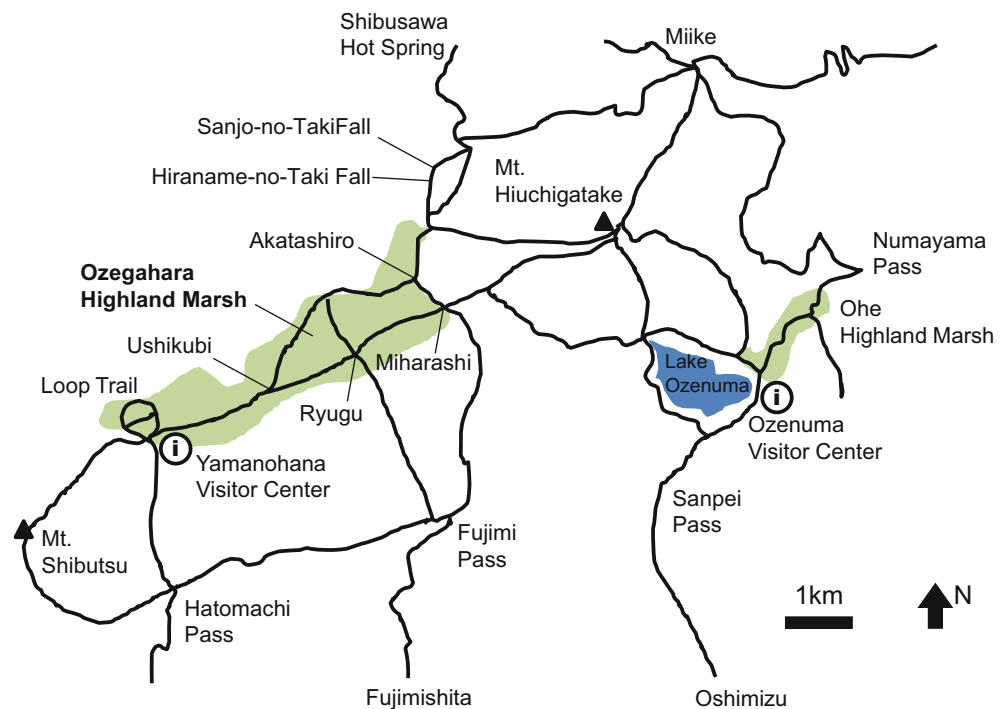 Shibusawa
Hot Spring
Miike
Sanjo-no-TakiFall
Hiraname-no-Taki Fall
Mt.
Hiuchigatake
Akatashiro
Numayama
Pass
Ozegahara
Highland Marsh
Ohe
Highland Marsh
Ushikubi
Miharashi
Lake
Ozenuma
Loop Trail
Ryugu
i
Ozenuma
Visitor Center
i
Yamanohana
Visitor Center
Sanpei
Pass
Mt.
Shibutsu
Fujimi
Pass
Hatomachi
Pass
1km
N
Fujimishita
Oshimizu